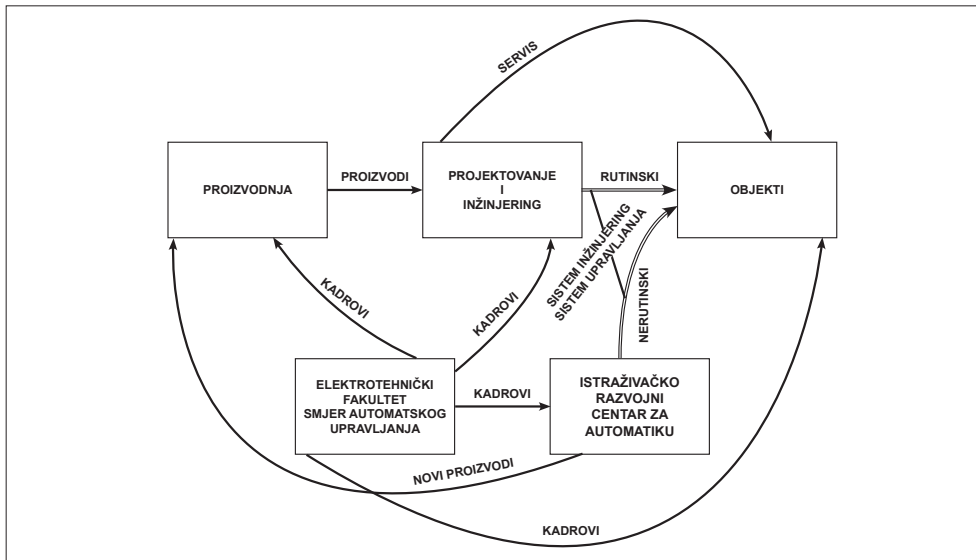 SERVIS
PROIZVODNJA
PROIZVODI
PROJEKTOVANJE
I
INŽINJERING
RUTINSKI
OBJEKTI
SISTEM INŽINJERING
SISTEM UPRAVLJANJA
NERUTINSKI
KADROVI
KADROVI
ELEKTROTEHNIČKI
FAKULTET
SMJER AUTOMATSKOG
UPRAVLJANJA
KADROVI
ISTRAŽIVAČKO
RAZVOJNI
CENTAR ZA
AUTOMATIKU
NOVI PROIZVODI
KADROVI